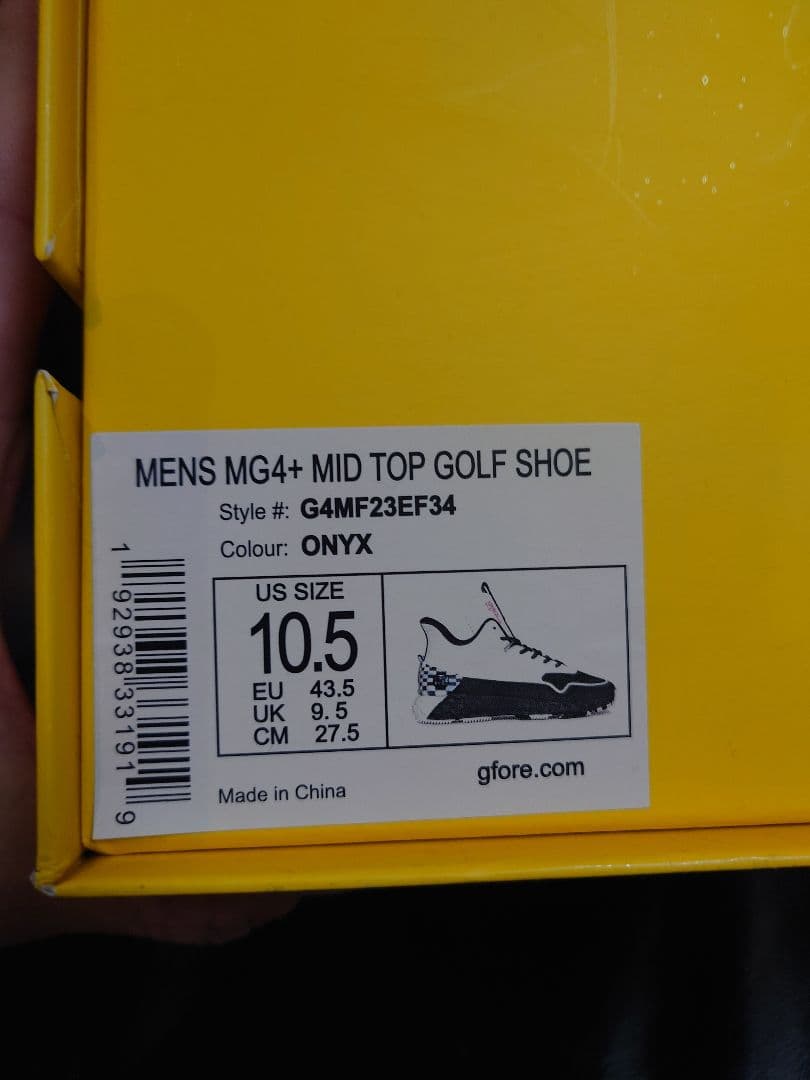 MENS MG4+ MID TOP GOLF SHOE
Style #: G4MF23EF34
Colour: ONYX
US SIZE
10.5
EU 43.5
UK 9.5
CM 27.5
Made in China
gfore.com
1 92938 33191 9